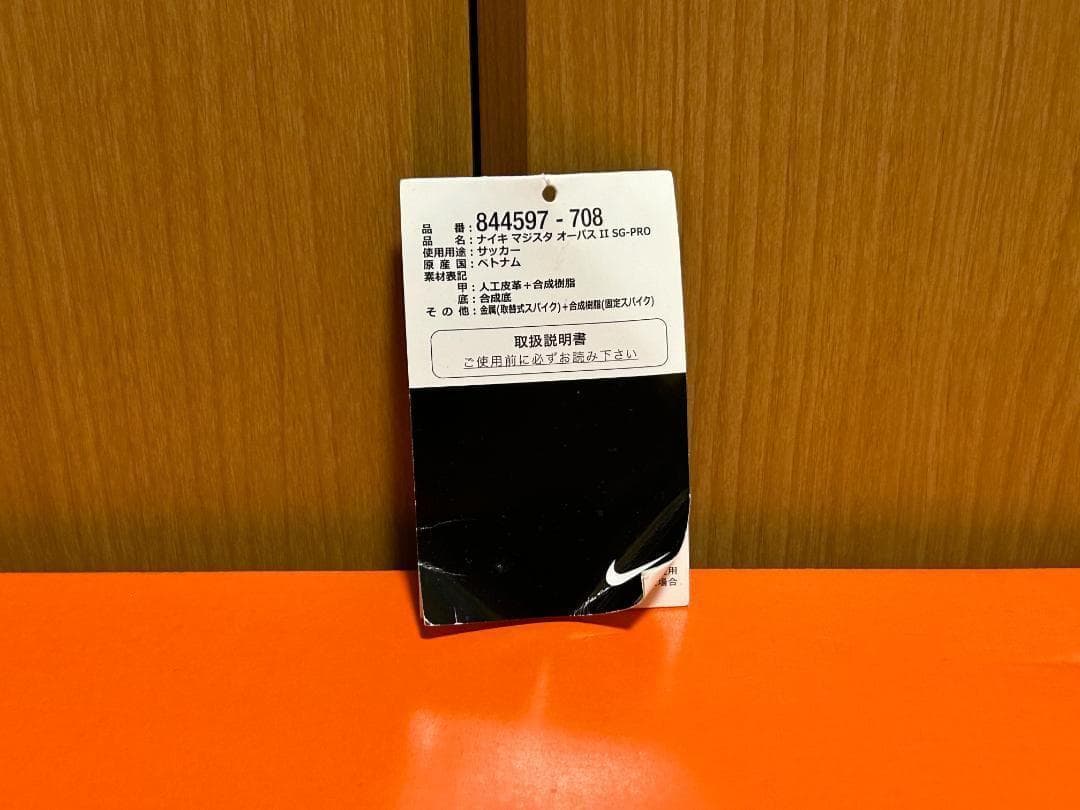 品 番：844597 - 708
品 名：ナイキ マジスタ オーパス II SG-PRO
使用用途：サッカー
原 産 国：ベトナム
素材表記
甲：人工皮革＋合成樹脂
底：合成底
そ の 他：金属(取替式スパイク)＋合成樹脂(固定スパイク)
取扱説明書
ご使用前に必ずお読み下さい
用
場合